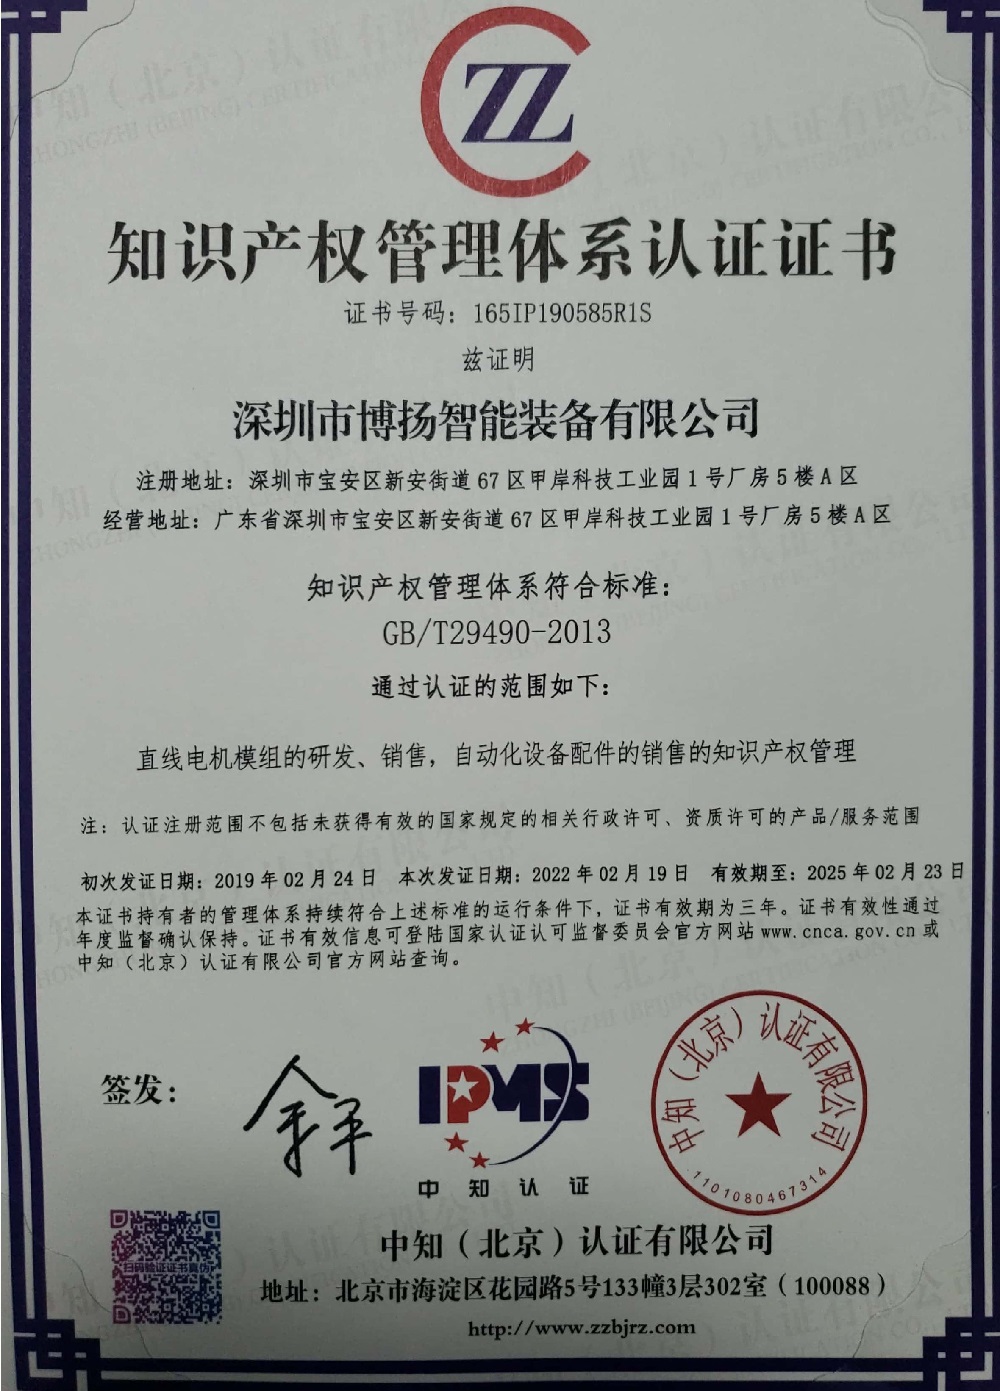 ZZ
知识产权管理体系认证证书
证书号码：165IP190585R1S
兹证明
深圳市博扬智能装备有限公司
注册地址：深圳市宝安区新安街道67区甲岸科技工业园1号厂房5楼A区
经营地址：广东省深圳市宝安区新安街道67区甲岸科技工业园1号厂房5楼A区
知识产权管理体系符合标准：
GB/T29490-2013
通过认证的范围如下：
直线电机模组的研发、销售，自动化设备配件的销售的知识产权管理
注：认证注册范围不包括未获得有效的国家规定的相关行政许可、资质许可的产品/服务范围
初次发证日期：2019年02月24日 本次发证日期：2022年02月19日 有效期至：2025年02月23日
本证书持有者的管理体系持续符合上述标准的运行条件下，证书有效期为三年。证书有效性通过
年度监督确认保持。证书有效信息可登陆国家认证认可监督委员会官方网站www.cnca.gov.cn或
中知（北京）认证有限公司官方网站查询。
签发：
IPMS
中知认证
中知（北京）认证有限公司
1101080467314
扫码验证证书真伪
中知（北京）认证有限公司
地址：北京市海淀区花园路5号133幢3层302室（100088）
http://www.zzbjrz.com